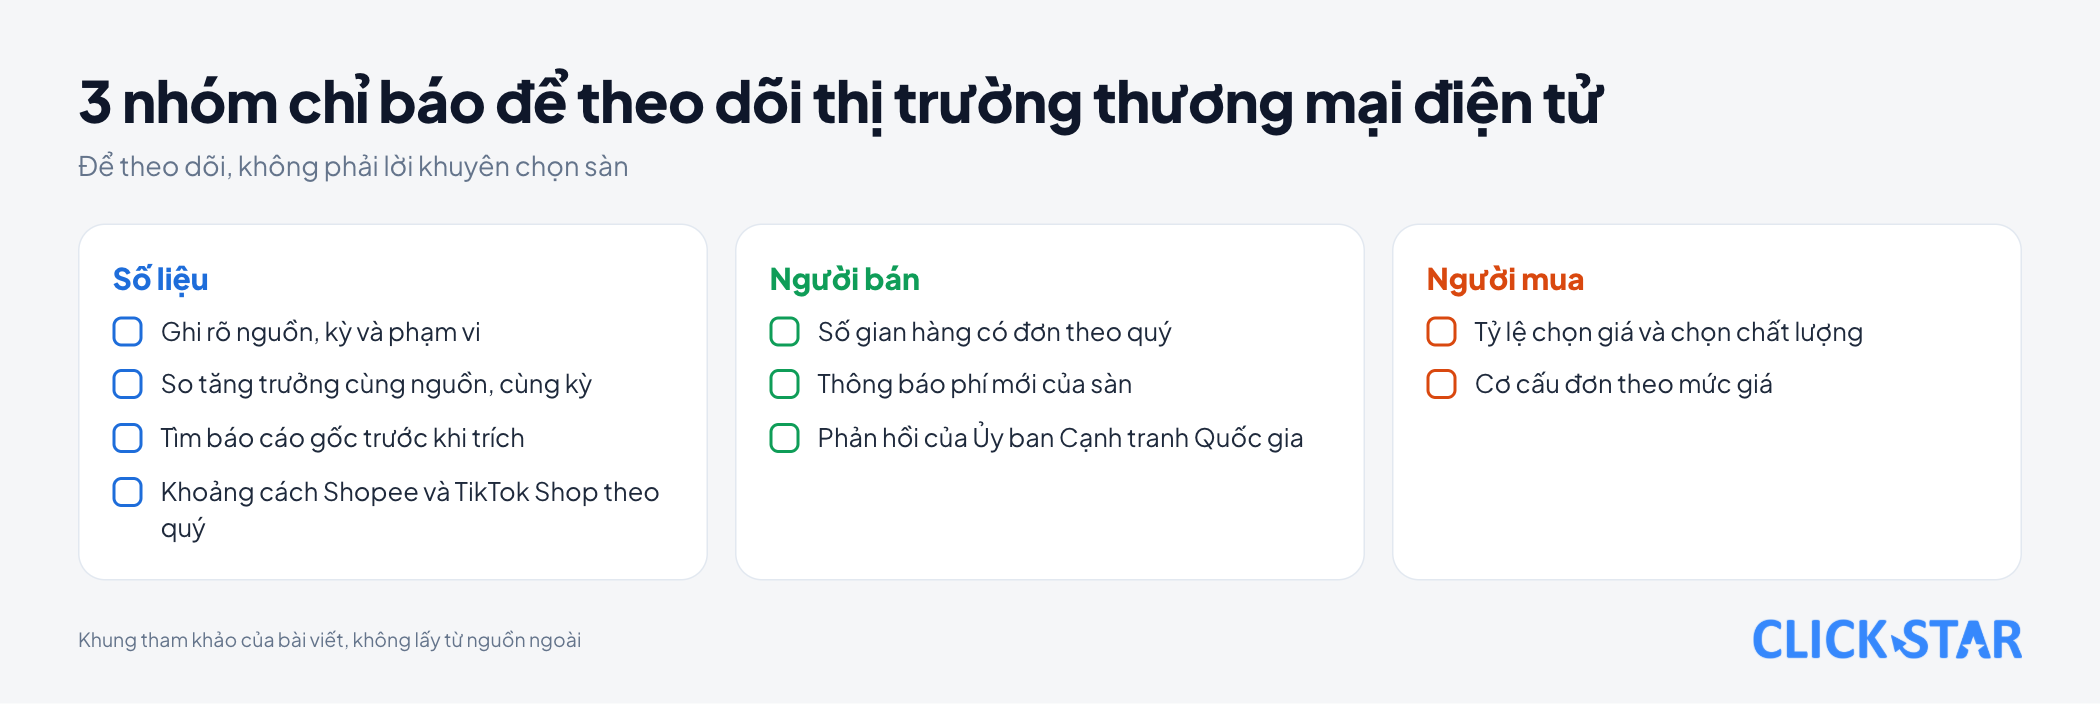 3 nhóm chỉ báo để theo dõi thị trường thương mại điện tử
Để theo dõi, không phải lời khuyên chọn sàn
Số liệu
Ghi rõ nguồn, kỳ và phạm vi
So tăng trưởng cùng nguồn, cùng kỳ
Tìm báo cáo gốc trước khi trích
Khoảng cách Shopee và TikTok Shop theo
quý
Người bán
Số gian hàng có đơn theo quý
Thông báo phí mới của sàn
Phản hồi của Ủy ban Cạnh tranh Quốc gia
Người mua
Tỷ lệ chọn giá và chọn chất lượng
Cơ cấu đơn theo mức giá
Khung tham khảo của bài viết, không lấy từ nguồn ngoài
CLICK STAR